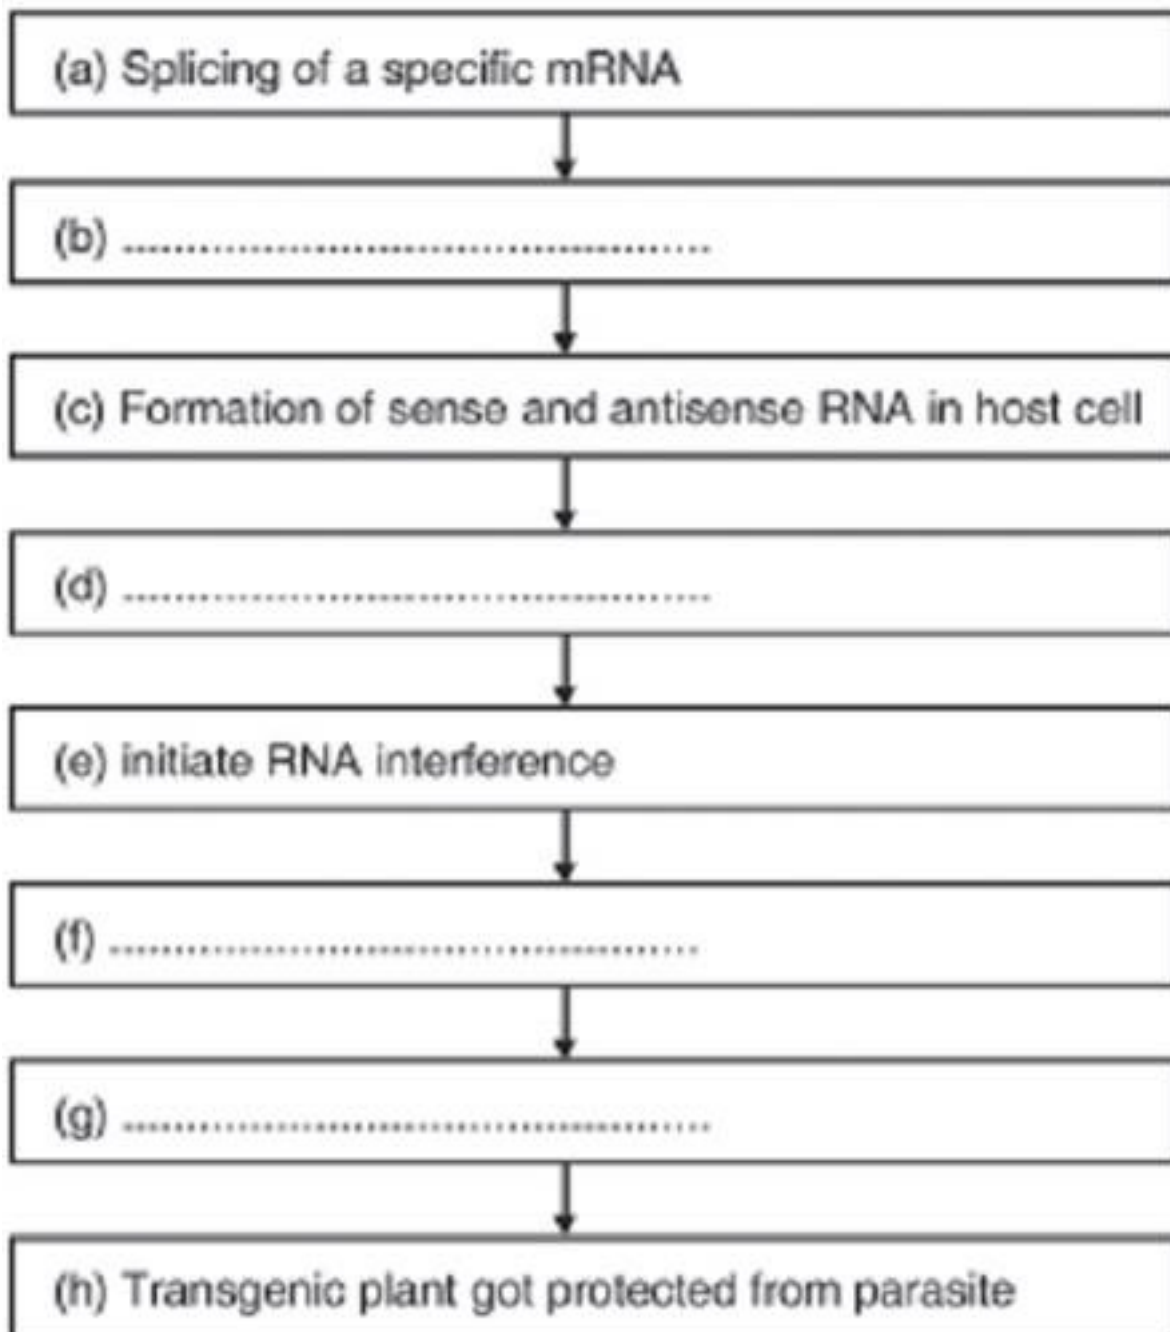 (a) Splicing of a specific mRNA
(b) ................................................
(c) Formation of sense and antisense RNA in host cell
(d) ................................................
(e) initiate RNA interference
(f) ................................................
(g) ................................................
(h) Transgenic plant got protected from parasite